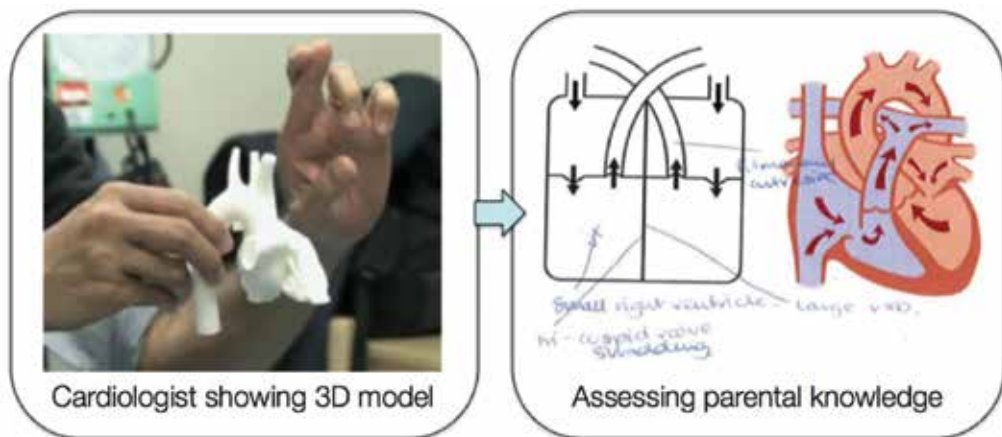 Cardiologist showing 3D model
Small right ventricle - Large VSD.
tri-cuspid valve
Assessing parental knowledge